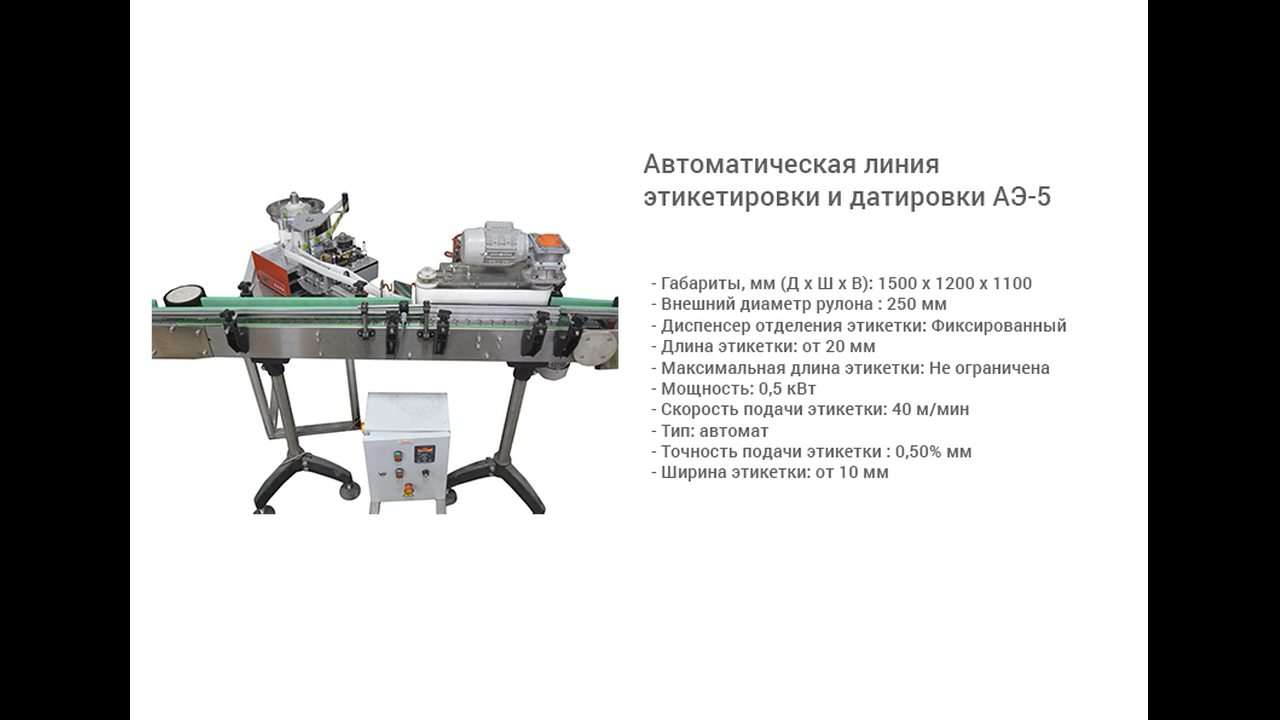 Автоматическая линия
этикетировки и датировки АЭ-5
- Габариты, мм (Д х Ш х В): 1500 х 1200 х 1100
- Внешний диаметр рулона : 250 мм
- Диспенсер отделения этикетки: Фиксированный
- Длина этикетки: от 20 мм
- Максимальная длина этикетки: Не ограничена
- Мощность: 0,5 кВт
- Скорость подачи этикетки: 40 м/мин
- Тип: автомат
- Точность подачи этикетки : 0,50% мм
- Ширина этикетки: от 10 мм